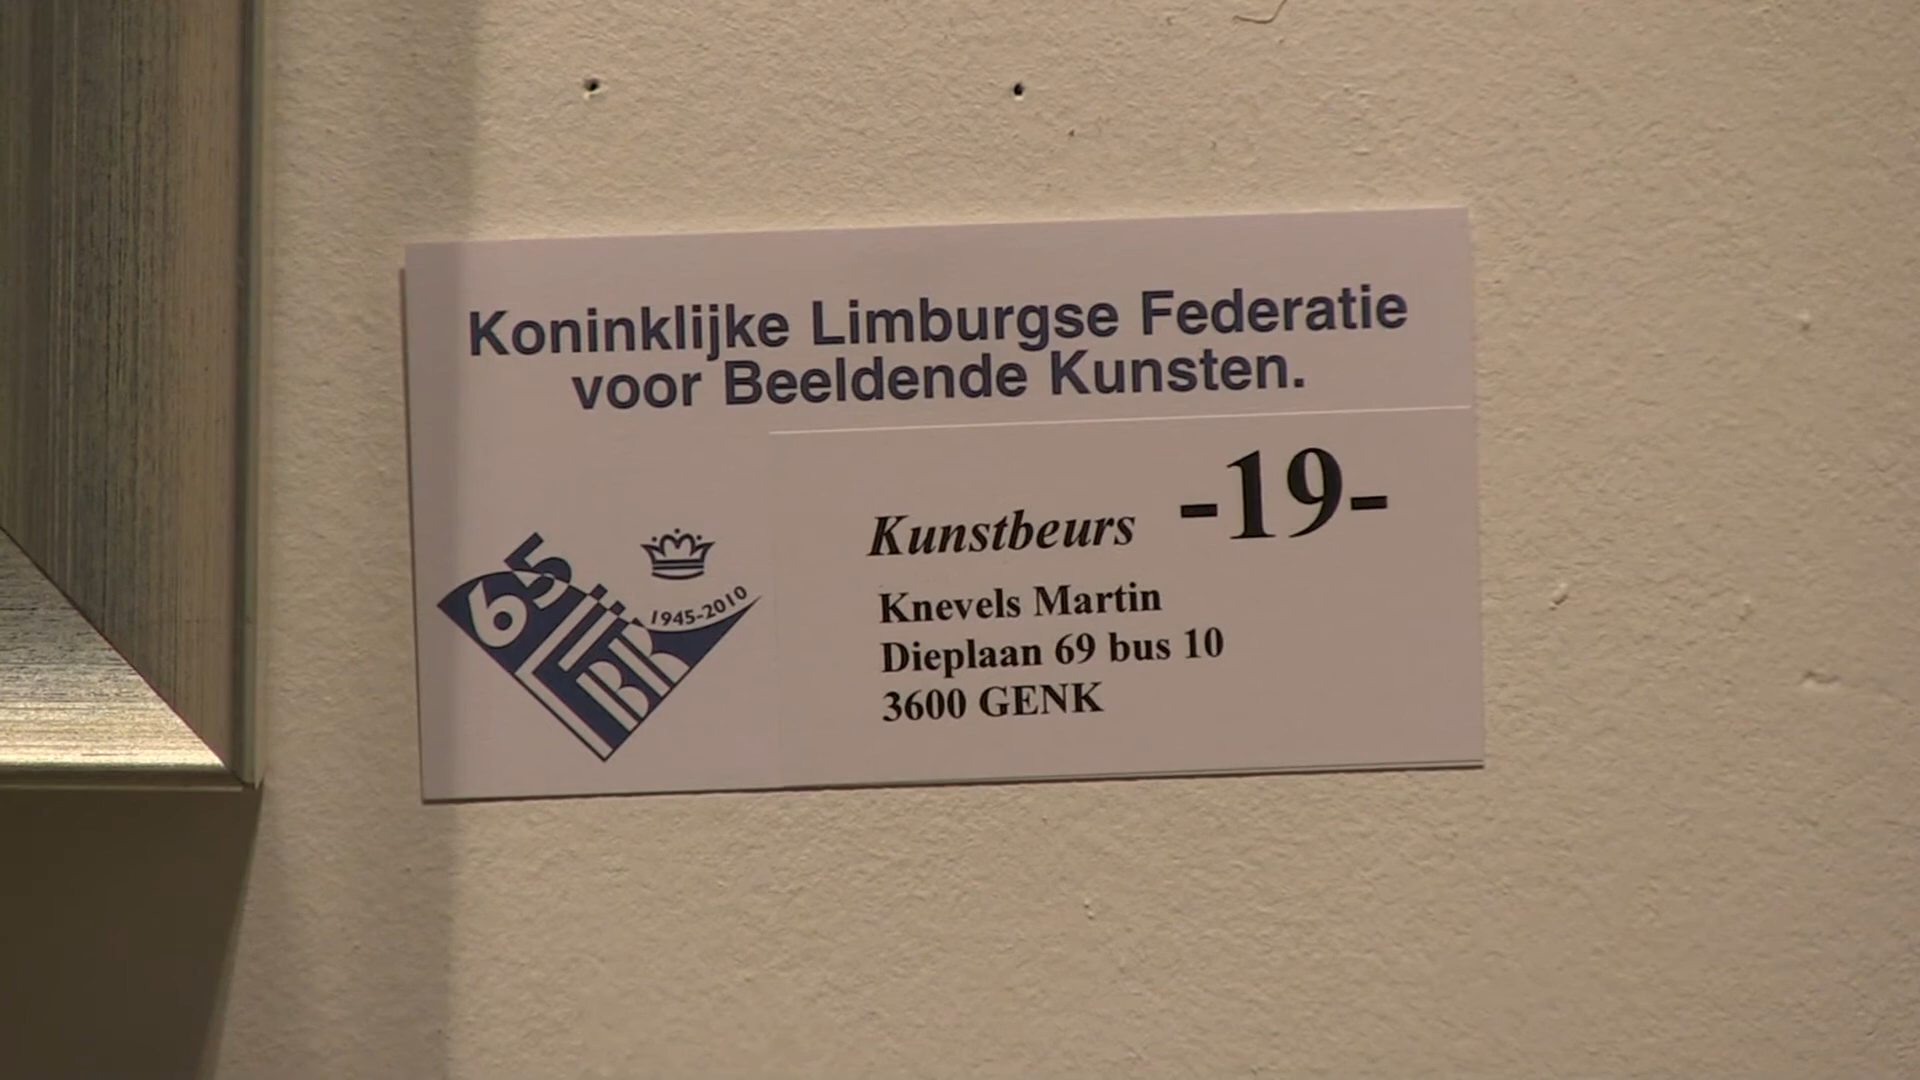 Koninklijke Limburgse Federatie
voor Beeldende Kunsten.
Kunstbeurs -19-
Knevels Martin
Dieplaan 69 bus 10
3600 GENK
65
1945-2010
LFBK